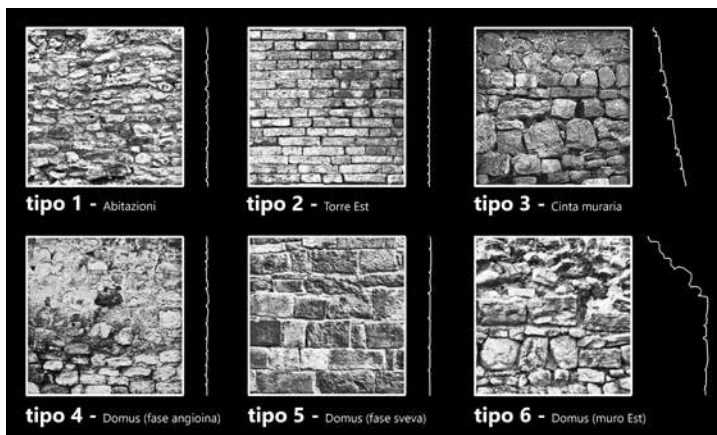 tipo 1 - Abitazioni
tipo 2 - Torre Est
tipo 3 - Cinta muraria
tipo 4 - Domus (fase angioina)
tipo 5 - Domus (fase sveva)
tipo 6 - Domus (muro Est)